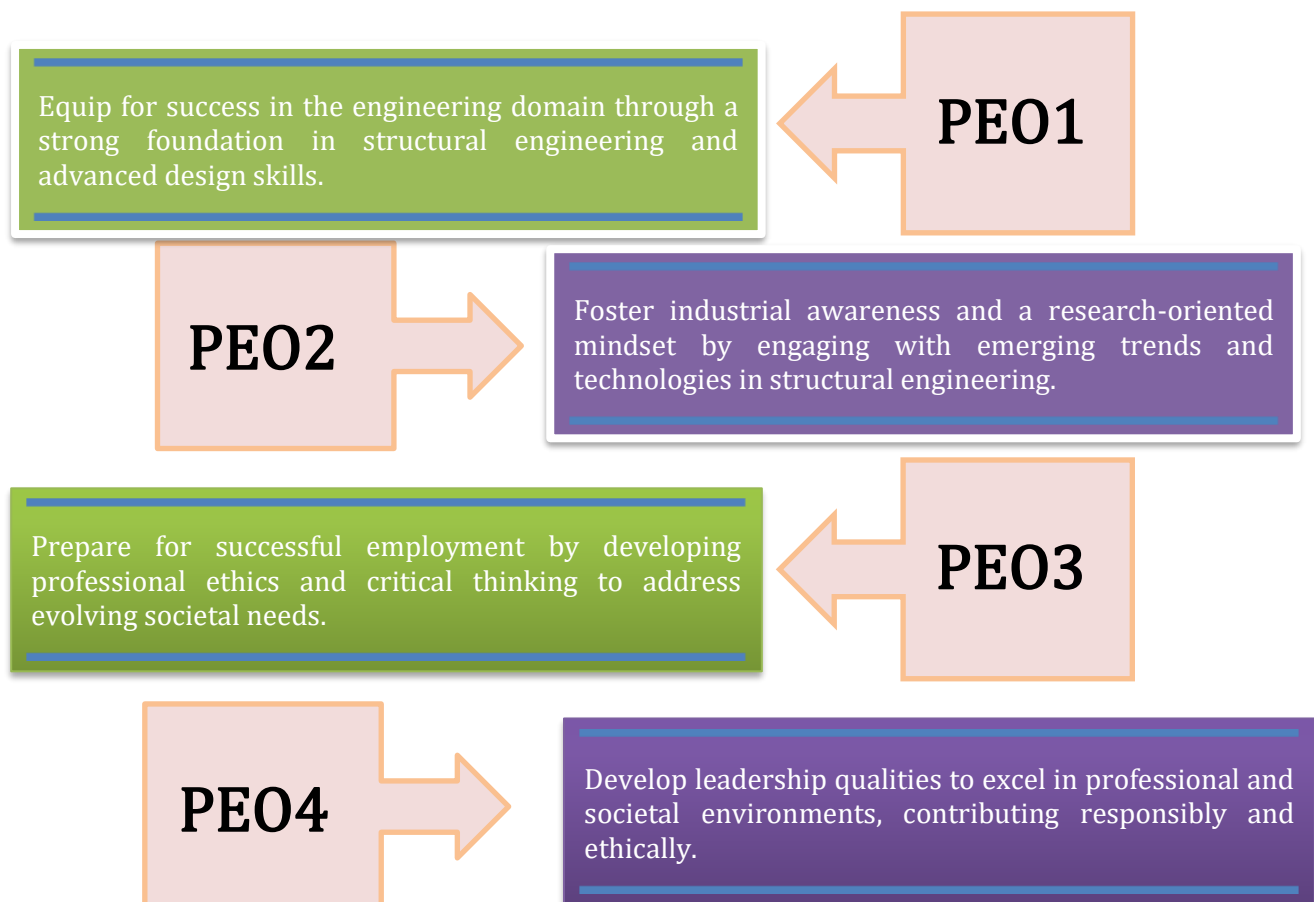 PEO1
Equip for success in the engineering domain through a
strong foundation in structural engineering and
advanced design skills.
PEO2
Foster industrial awareness and a research-oriented
mindset by engaging with emerging trends and
technologies in structural engineering.
PEO3
Prepare for successful employment by developing
professional ethics and critical thinking to address
evolving societal needs.
PEO4
Develop leadership qualities to excel in professional and
societal environments, contributing responsibly and
ethically.